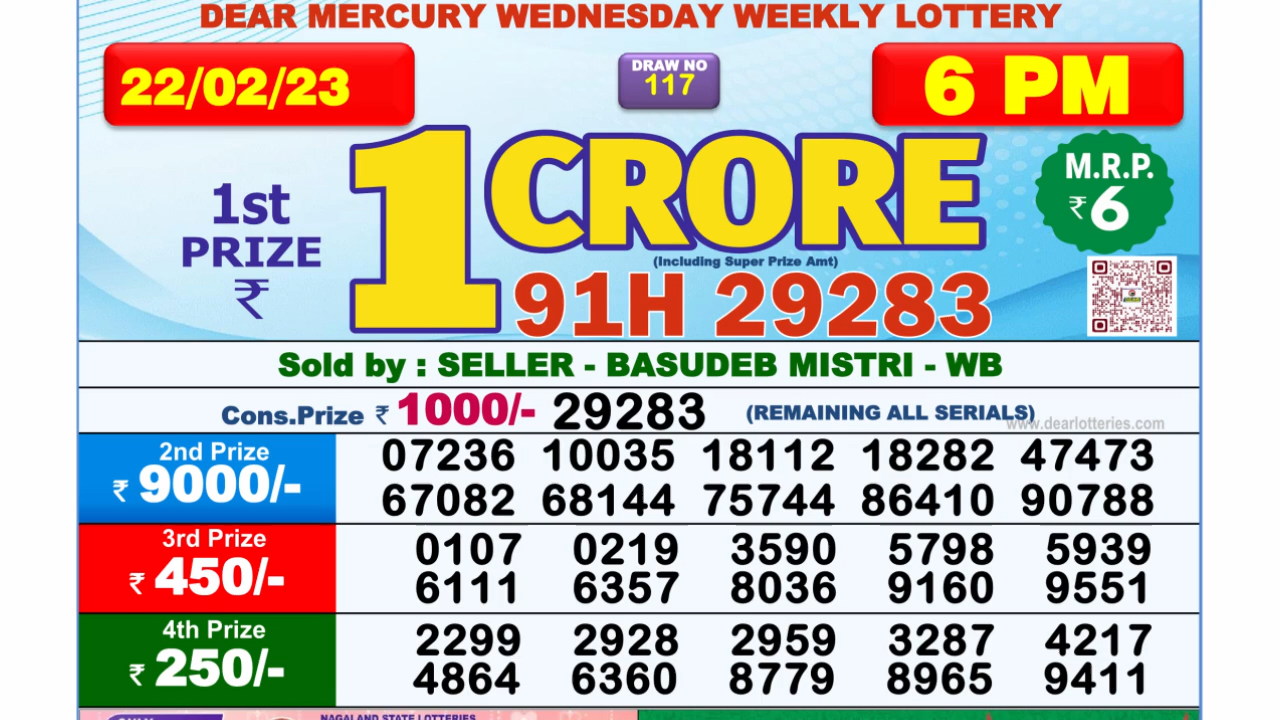 DEAR MERCURY WEDNESDAY WEEKLY LOTTERY
22/02/23
DRAW NO
117
6 PM
1st
PRIZE
₹
1 CRORE
(Including Super Prize Amt)
91H 29283
M.R.P.
₹6
Sold by : SELLER - BASUDEB MISTRI - WB
Cons.Prize ₹ 1000/- 29283 (REMAINING ALL SERIALS)
www.dearlotteries.com
2nd Prize
₹ 9000/-
07236 10035 18112 18282 47473
67082 68144 75744 86410 90788
3rd Prize
₹ 450/-
0107 0219 3590 5798 5939
6111 6357 8036 9160 9551
4th Prize
₹ 250/-
2299 2928 2959 3287 4217
4864 6360 8779 8965 9411
NAGALAND STATE LOTTERIES